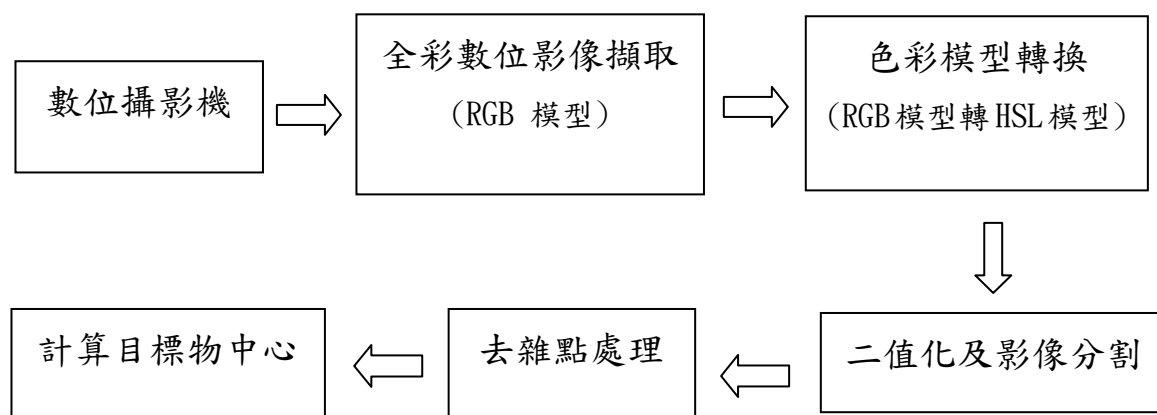 數位攝影機
全彩數位影像擷取
(RGB 模型)
色彩模型轉換
(RGB模型轉HSL模型)
二值化及影像分割
去雜點處理
計算目標物中心